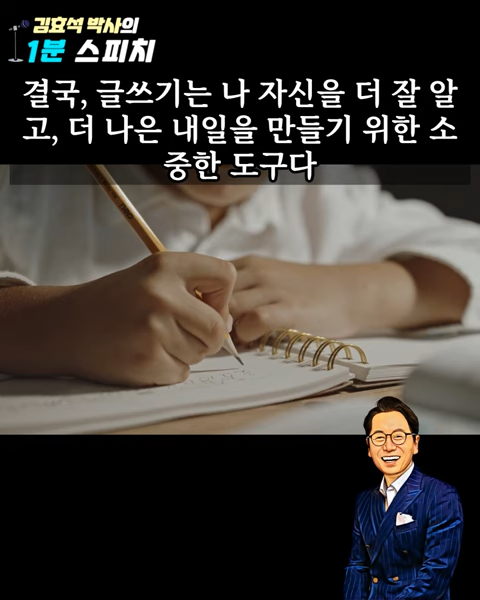 김효석 박사의
1분 스피치
결국, 글쓰기는 나 자신을 더 잘 알
고, 더 나은 내일을 만들기 위한 소
중한 도구다